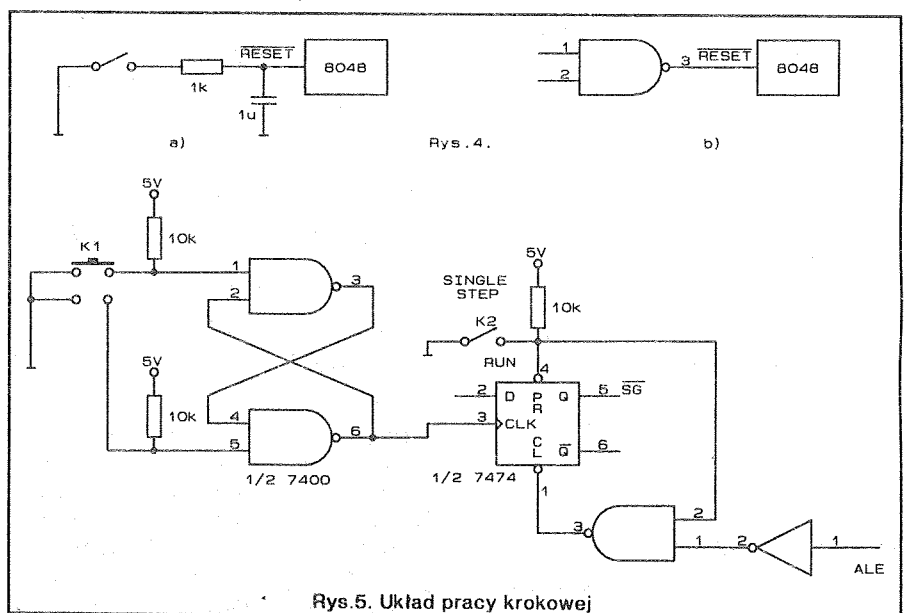 RESET
8048
1k
1u
a)
Rys.4.
1
2
3
RESET
8048
b)
5V
10k
K1
1
2
3
5V
10k
4
5
6
1/2 7400
SINGLE
STEP
K2
RUN
5V
10k
4
2
D
PR
Q
5
SG
3
CLK
CL
Q
6
1/2 7474
1
3
2
1
2
1
ALE
Rys.5. Układ pracy krokowej